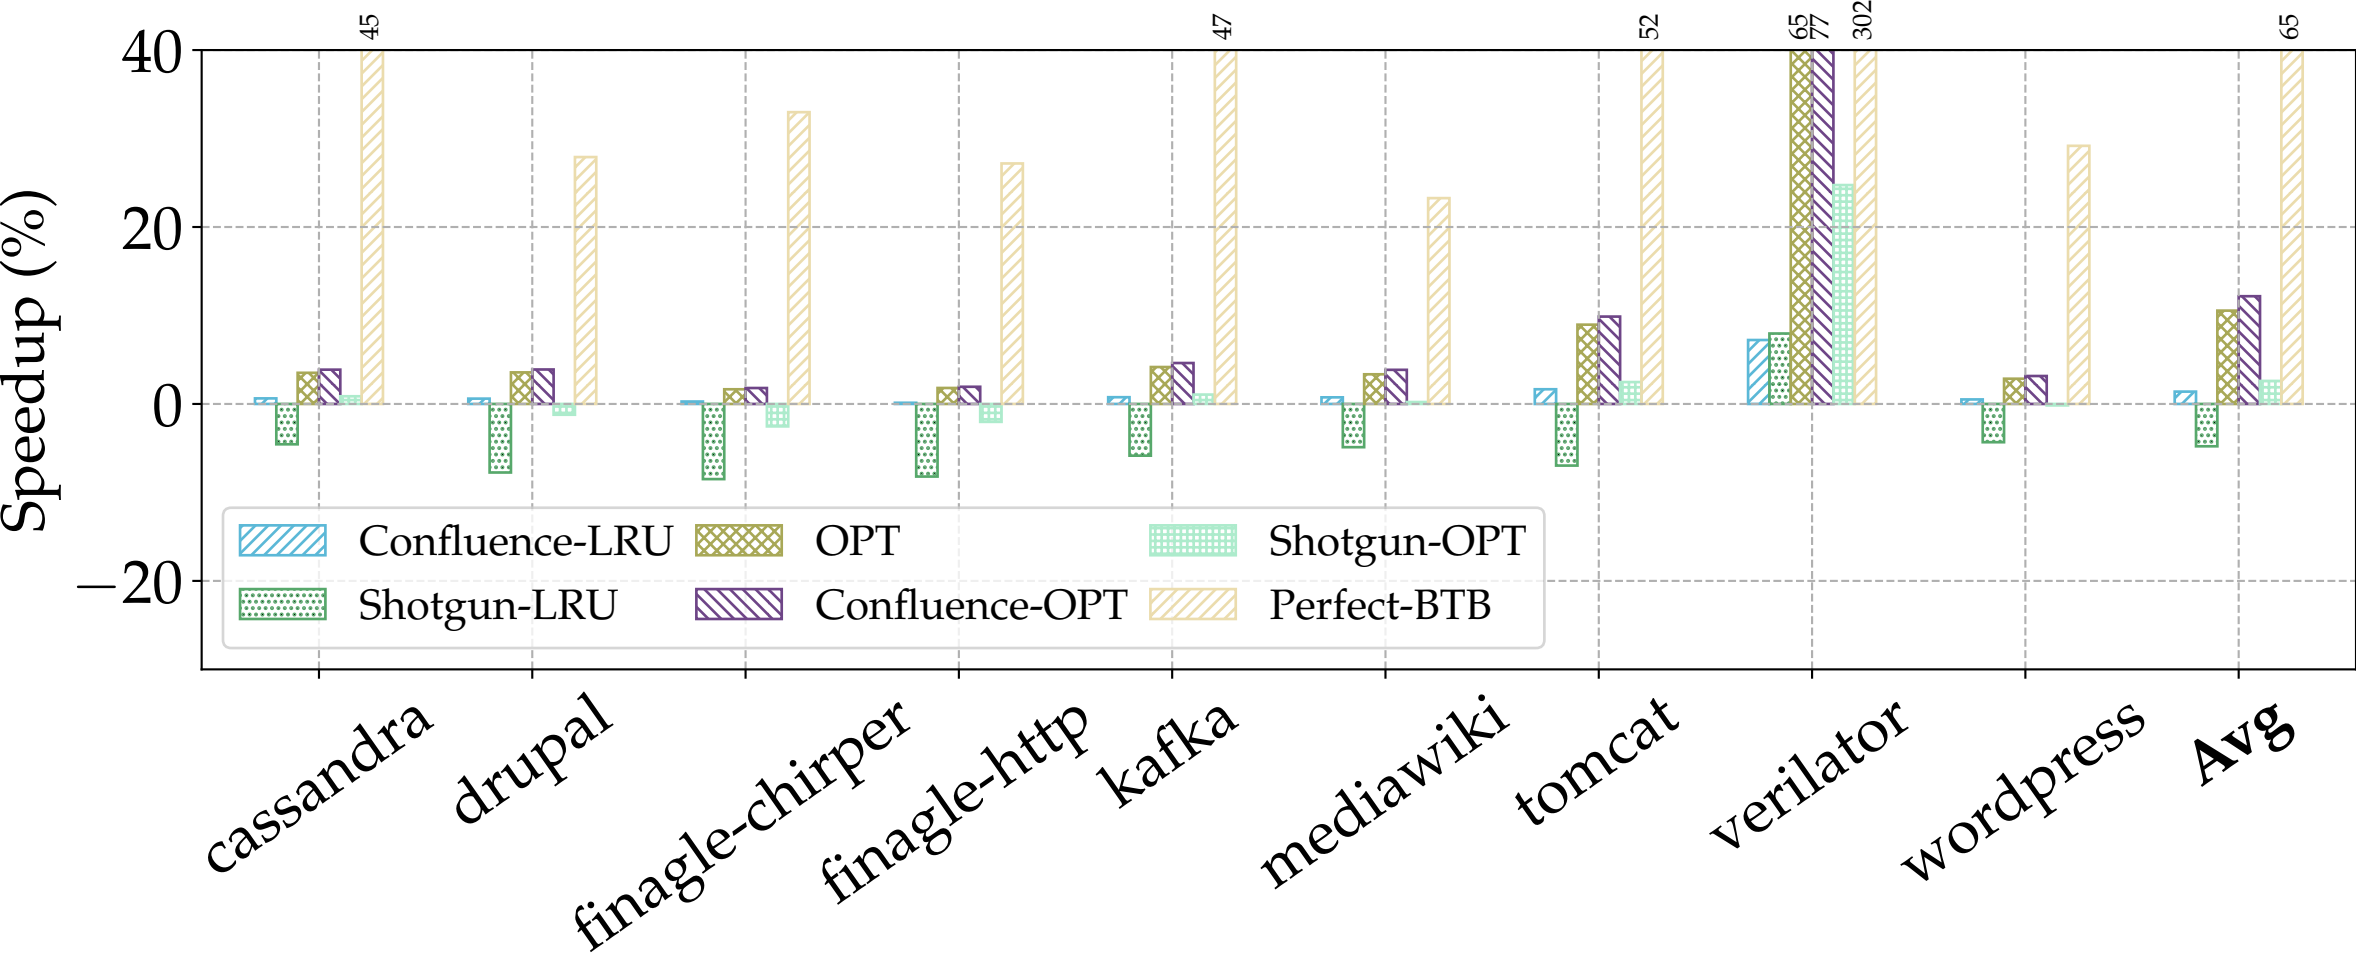 45
47
52
65
77
302
65
Speedup (%)
40
20
0
−20
Confluence-LRU
OPT
Shotgun-OPT
Shotgun-LRU
Confluence-OPT
Perfect-BTB
cassandra
drupal
finagle-chirper
finagle-http
kafka
mediawiki
tomcat
verilator
wordpress
Avg